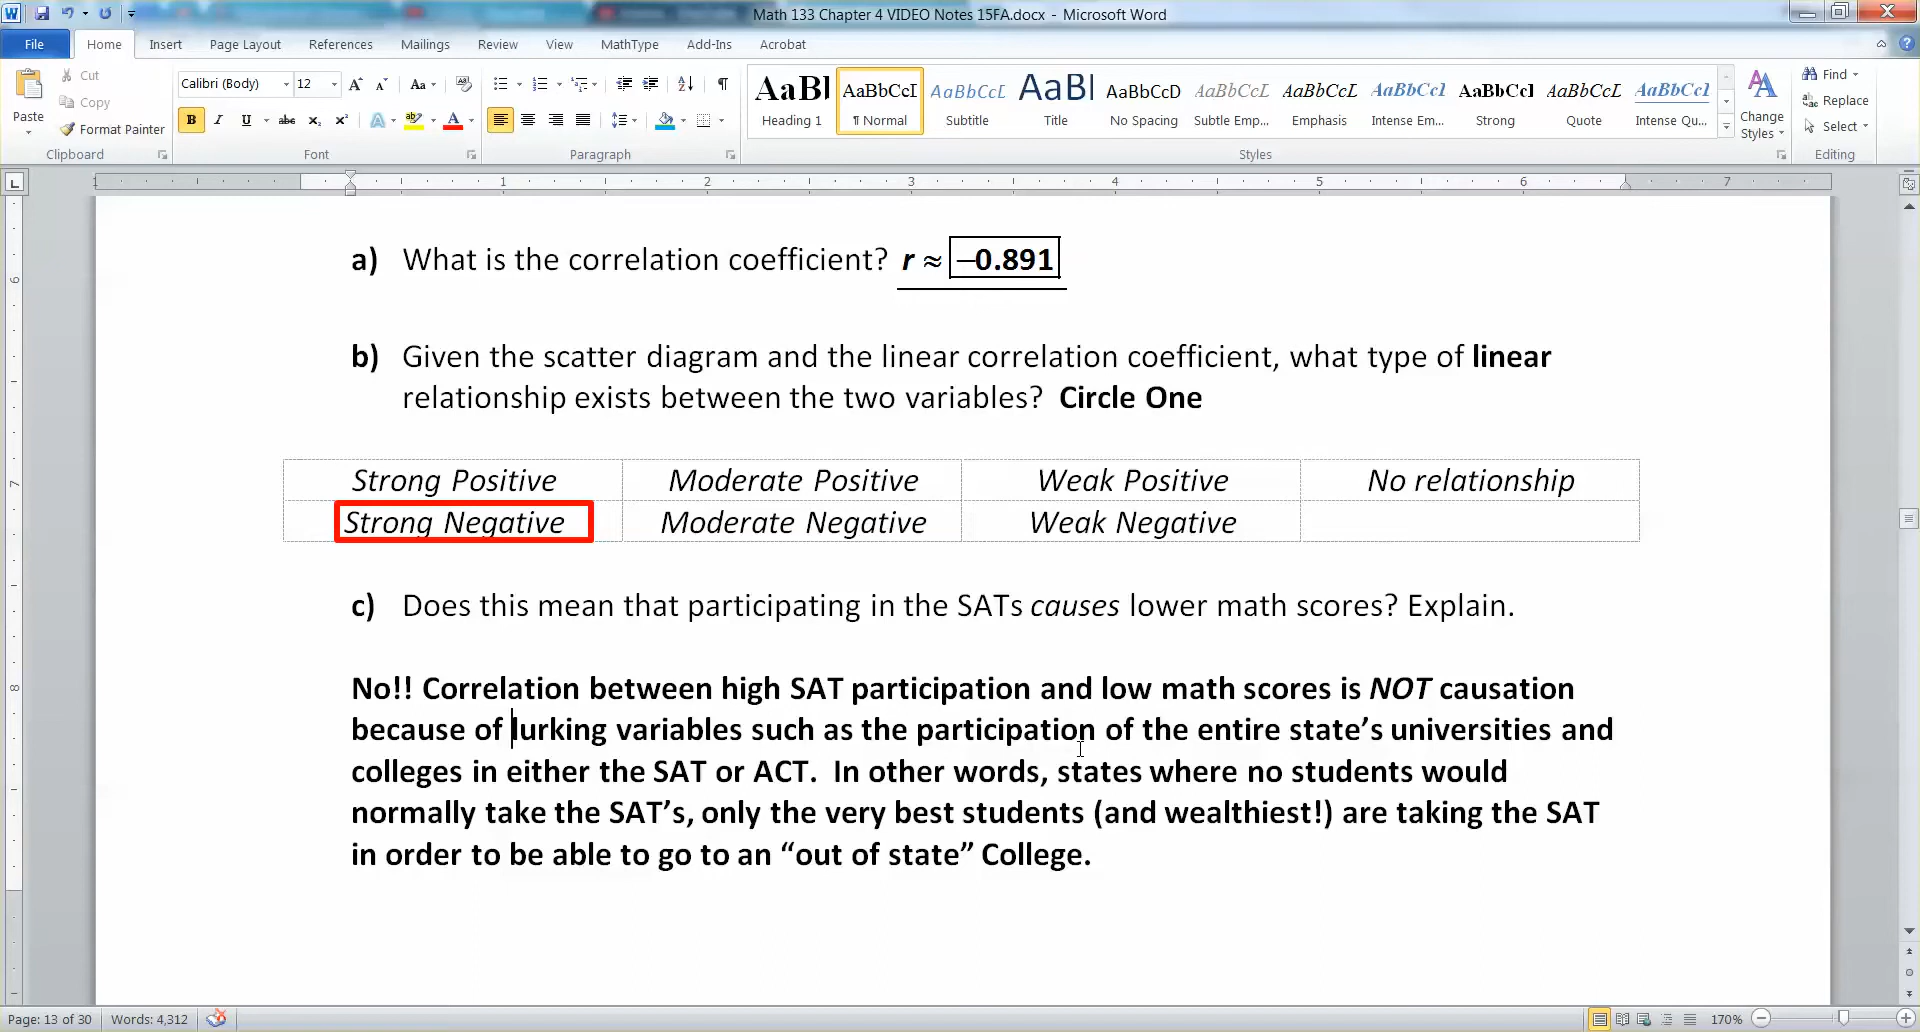 Math 133 Chapter 4 VIDEO Notes 15FA.docx - Microsoft Word
File Home Insert Page Layout References Mailings Review View MathType Add-Ins Acrobat
Paste Cut Copy Format Painter
Calibri (Body) 12
AaBl AaBbCcI AaBbCcL AaBl AaBbCcD AaBbCcL AaBbCcL AaBbCcl AaBbCcl AaBbCcL AaBbCcl
Heading 1 ¶ Normal Subtitle Title No Spacing Subtle Emp... Emphasis Intense Em... Strong Quote Intense Qu...
Change Styles
Find
Replace
Select
Clipboard Font Paragraph Styles Editing
1 1 2 3 4 5 6 7
a) What is the correlation coefficient? r ≈ –0.891
b) Given the scatter diagram and the linear correlation coefficient, what type of linear
relationship exists between the two variables? Circle One
Strong Positive Moderate Positive Weak Positive No relationship
Strong Negative Moderate Negative Weak Negative
c) Does this mean that participating in the SATs causes lower math scores? Explain.
No!! Correlation between high SAT participation and low math scores is NOT causation
because of lurking variables such as the participation of the entire state’s universities and
colleges in either the SAT or ACT. In other words, states where no students would
normally take the SAT’s, only the very best students (and wealthiest!) are taking the SAT
in order to be able to go to an “out of state” College.
Page: 13 of 30 Words: 4,312 170%